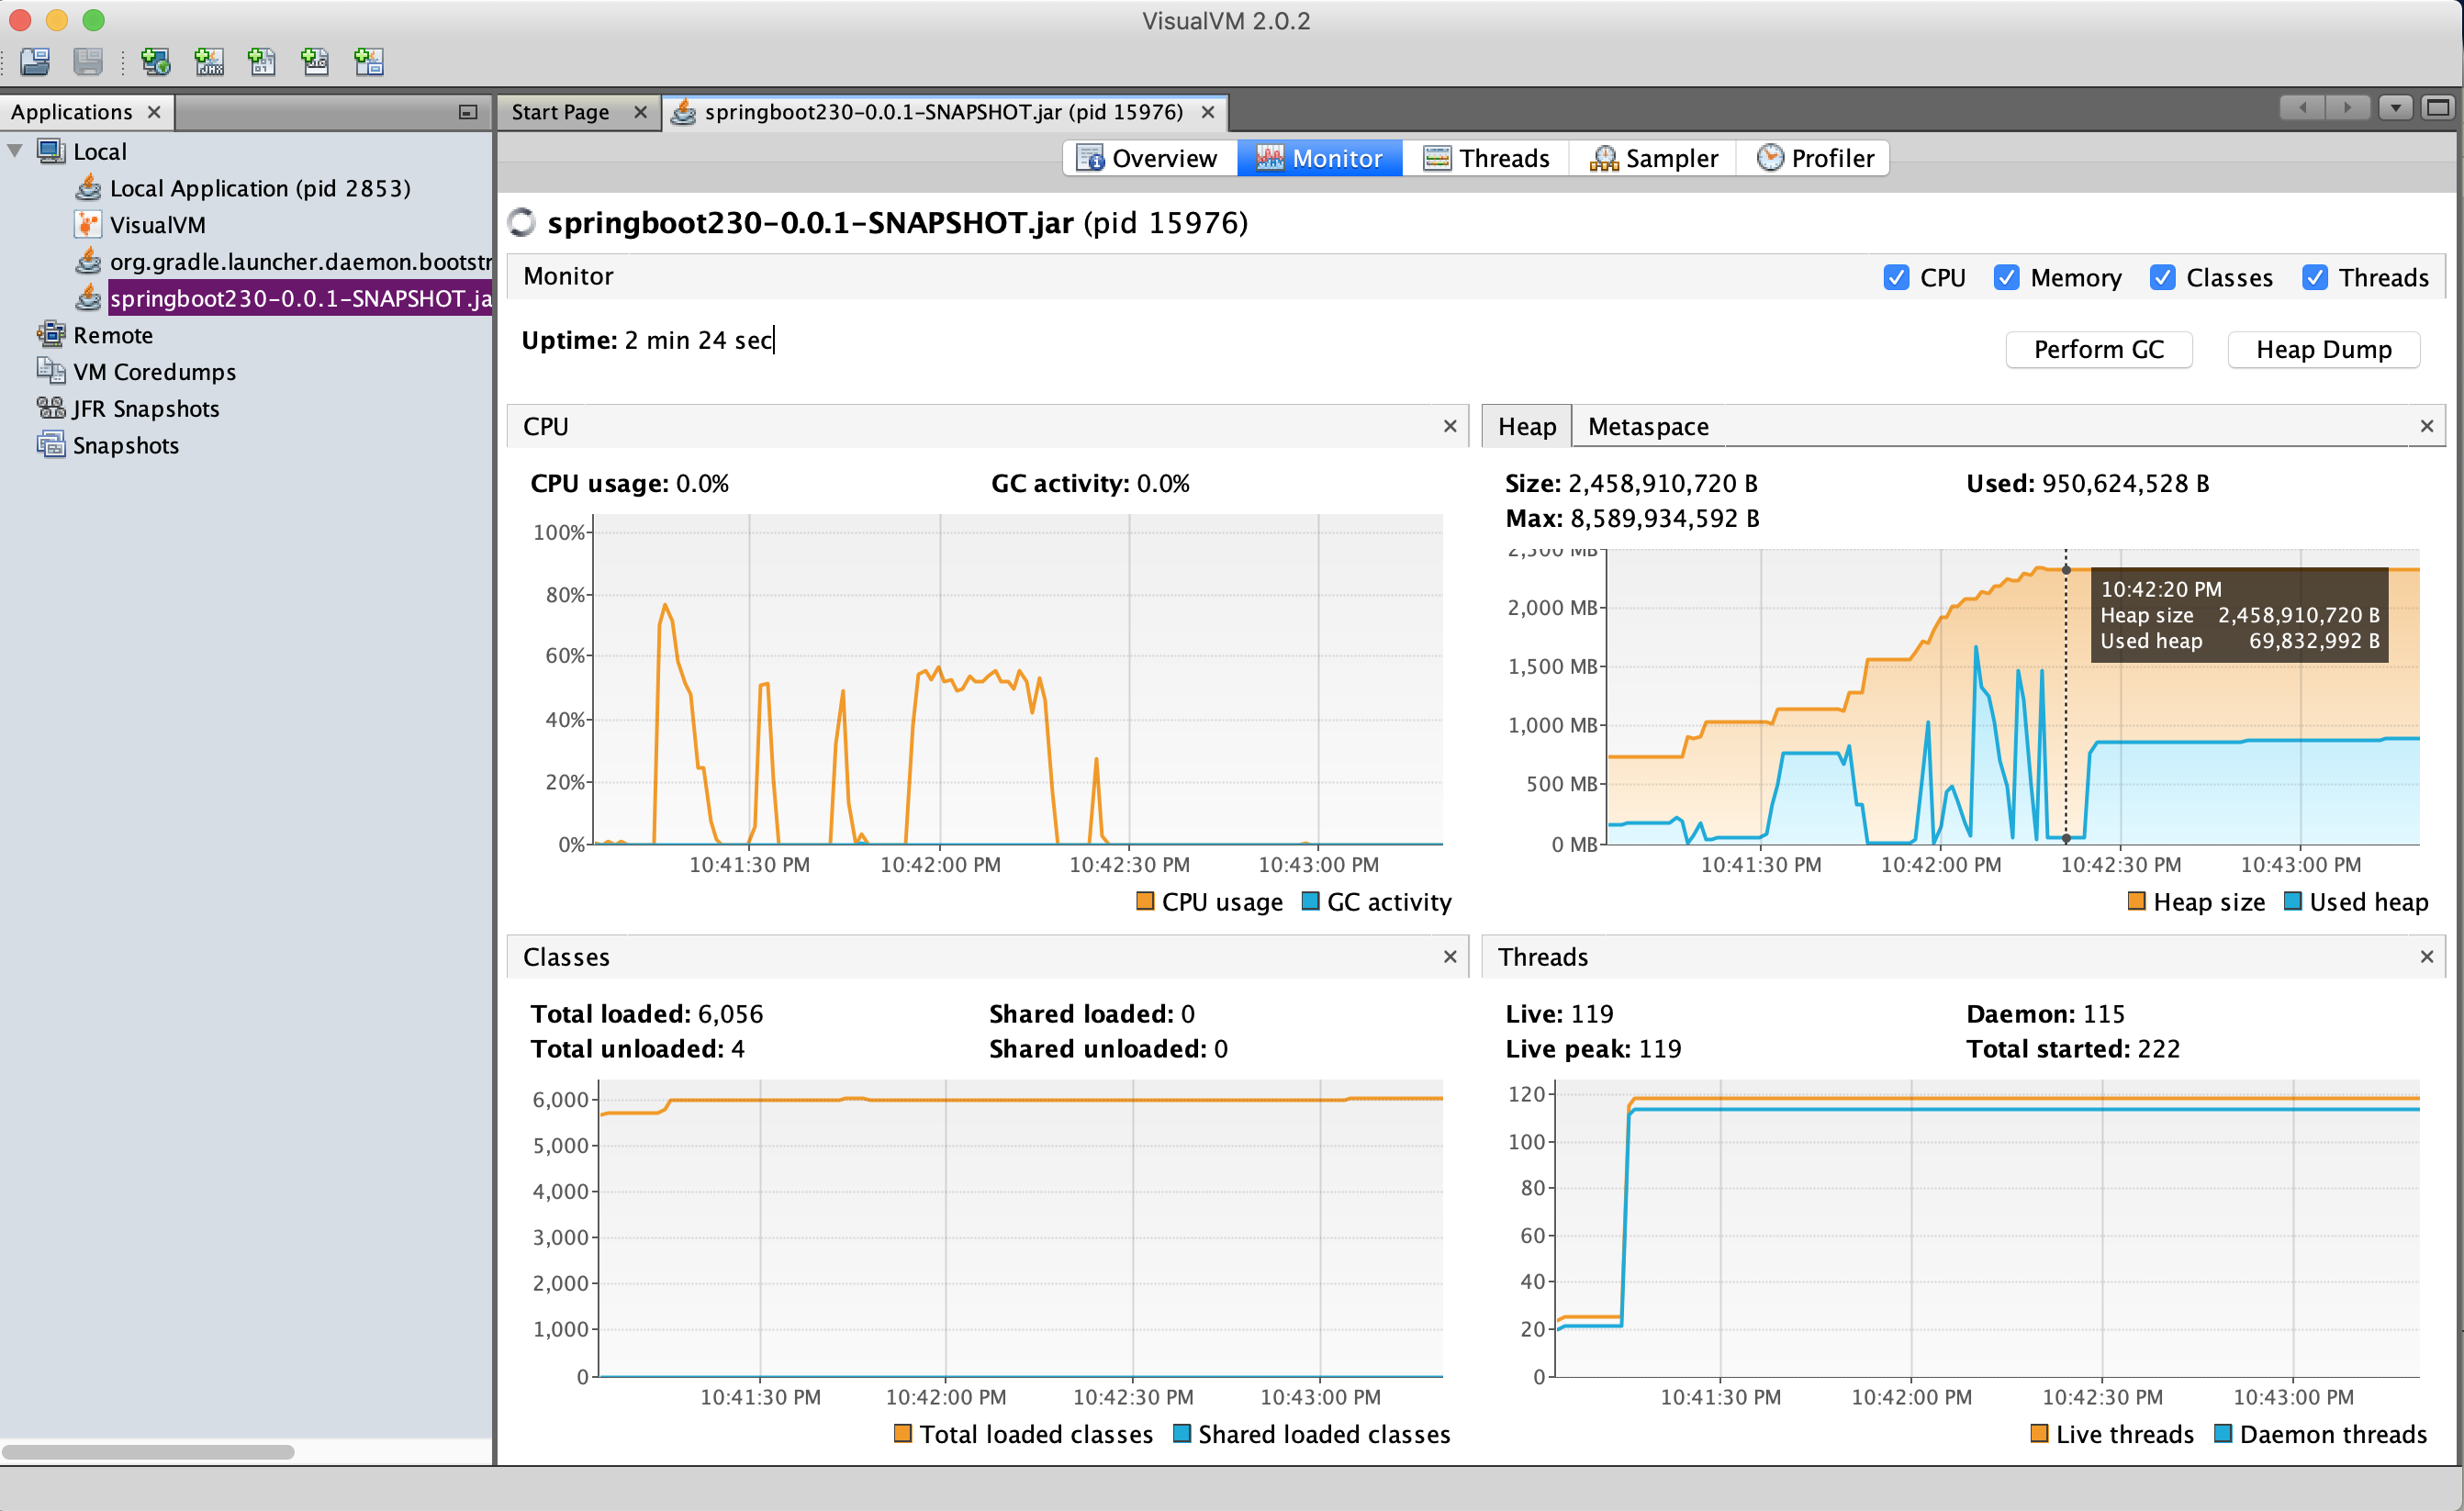 VisualVM 2.0.2
Applications
Start Page
springboot230-0.0.1-SNAPSHOT.jar (pid 15976)
Local
Local Application (pid 2853)
VisualVM
org.gradle.launcher.daemon.bootstr
springboot230-0.0.1-SNAPSHOT.ja
Remote
VM Coredumps
JFR Snapshots
Snapshots
Overview
Monitor
Threads
Sampler
Profiler
springboot230-0.0.1-SNAPSHOT.jar (pid 15976)
Monitor
CPU
Memory
Classes
Threads
Uptime: 2 min 24 sec
Perform GC
Heap Dump
CPU
CPU usage: 0.0%
GC activity: 0.0%
100%
80%
60%
40%
20%
0%
10:41:30 PM
10:42:00 PM
10:42:30 PM
10:43:00 PM
CPU usage
GC activity
Heap
Metaspace
Size: 2,458,910,720 B
Used: 950,624,528 B
Max: 8,589,934,592 B
2,500 MB
2,000 MB
1,500 MB
1,000 MB
500 MB
0 MB
10:42:20 PM
Heap size 2,458,910,720 B
Used heap 69,832,992 B
10:41:30 PM
10:42:00 PM
10:42:30 PM
10:43:00 PM
Heap size
Used heap
Classes
Total loaded: 6,056
Shared loaded: 0
Total unloaded: 4
Shared unloaded: 0
6,000
5,000
4,000
3,000
2,000
1,000
0
10:41:30 PM
10:42:00 PM
10:42:30 PM
10:43:00 PM
Total loaded classes
Shared loaded classes
Threads
Live: 119
Daemon: 115
Live peak: 119
Total started: 222
120
100
80
60
40
20
0
10:41:30 PM
10:42:00 PM
10:42:30 PM
10:43:00 PM
Live threads
Daemon threads